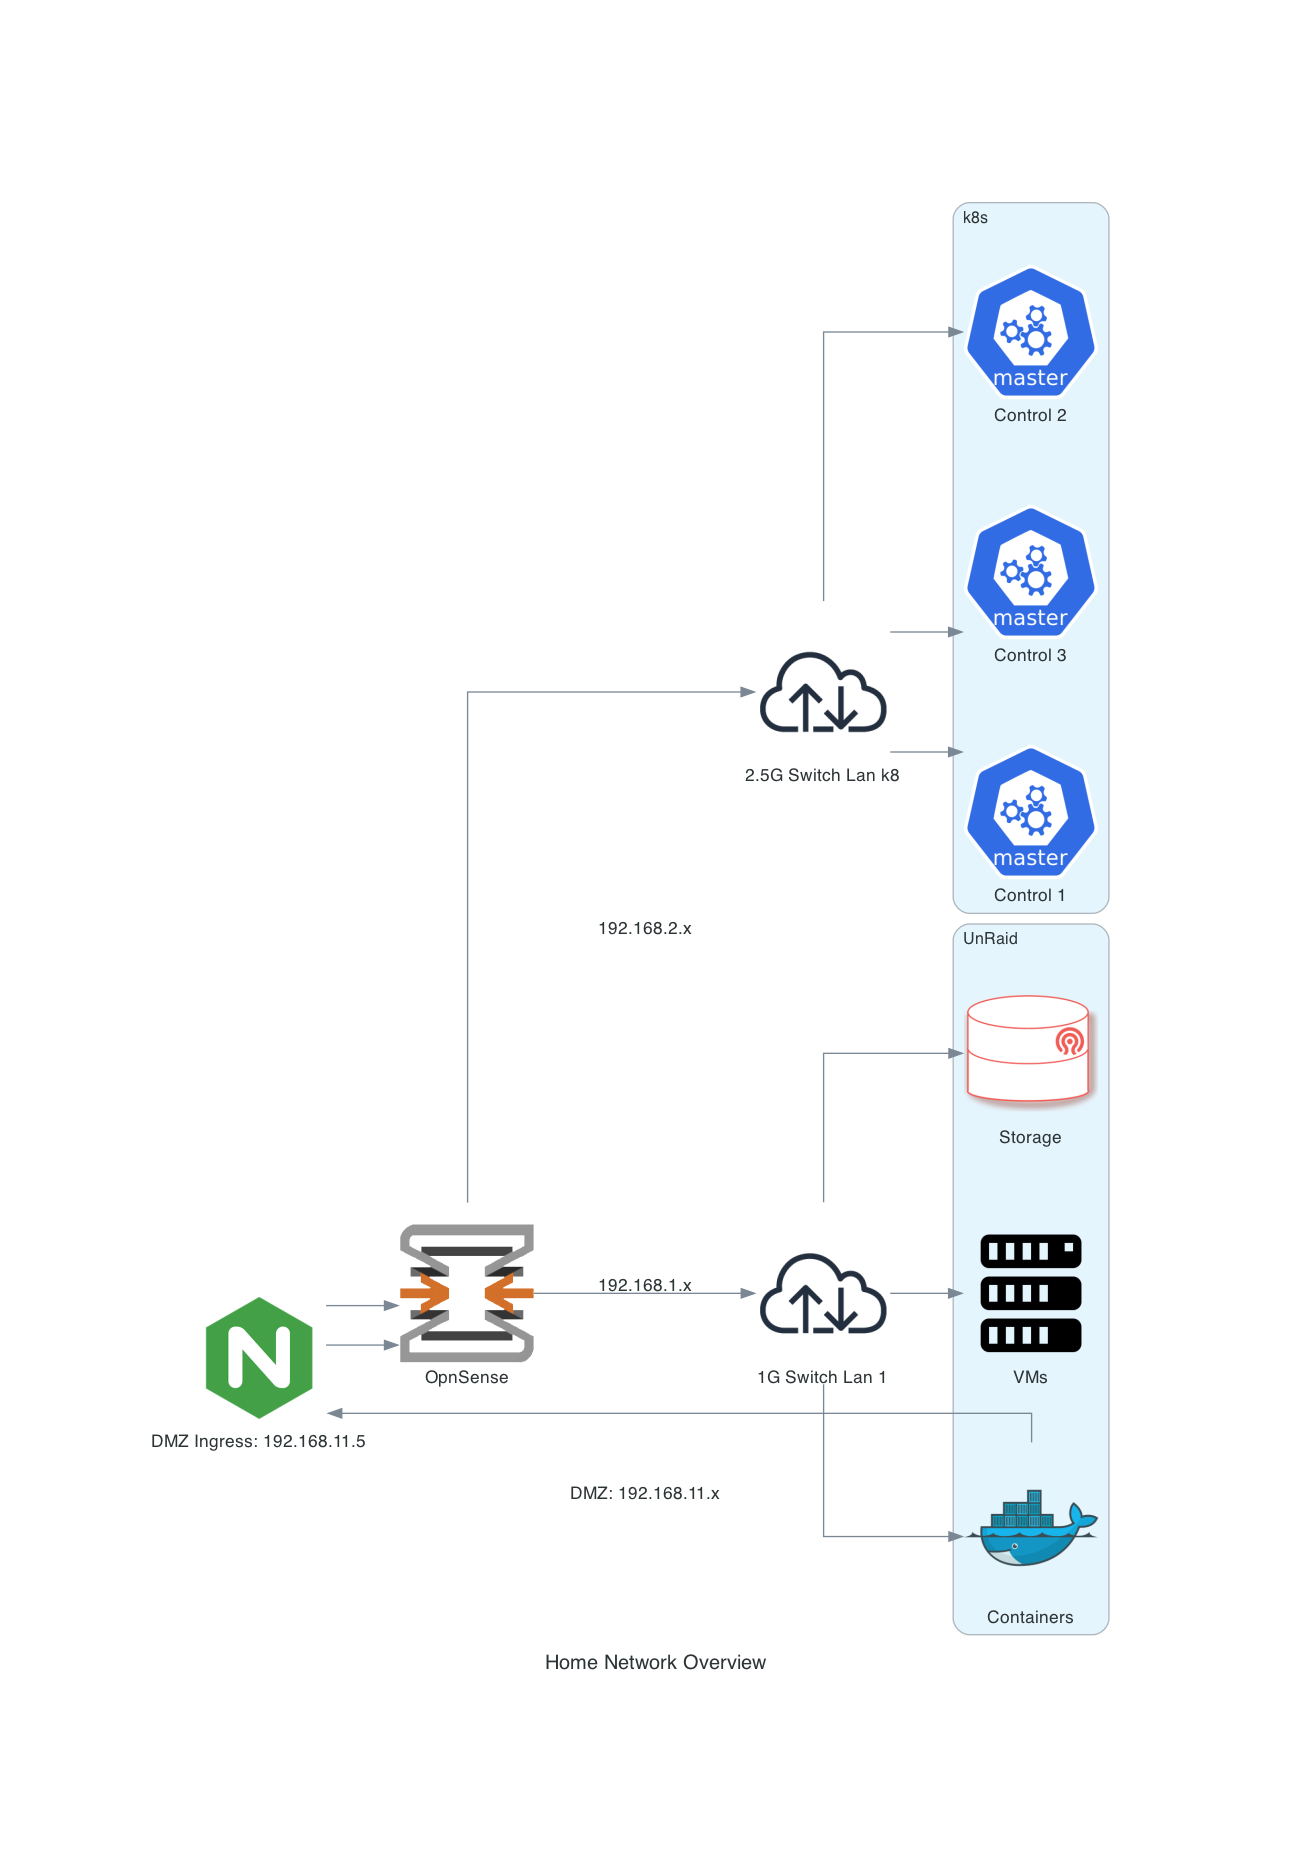 k8s
master
Control 2
master
Control 3
2.5G Switch Lan k8
master
Control 1
192.168.2.x
UnRaid
Storage
192.168.1.x
OpnSense
1G Switch Lan 1
VMs
N
DMZ Ingress: 192.168.11.5
DMZ: 192.168.11.x
Containers
Home Network Overview